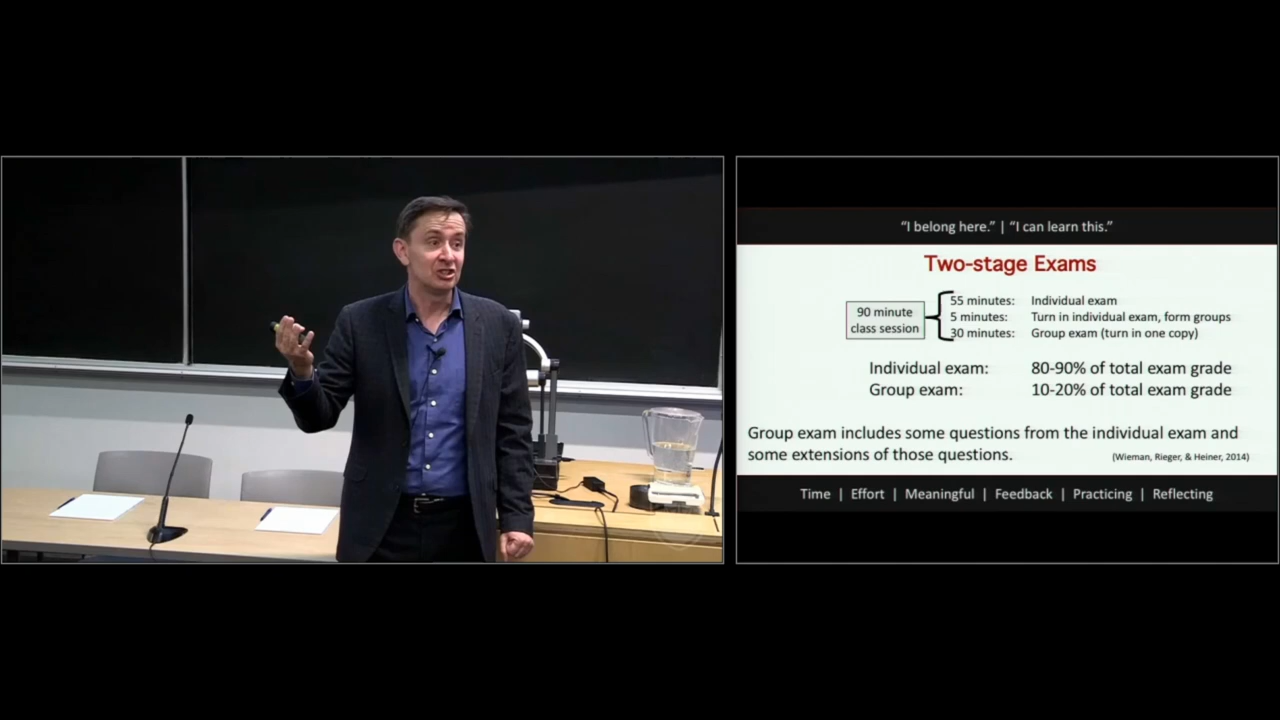 “I belong here.” | “I can learn this.”
Two-stage Exams
90 minute
class session
55 minutes: Individual exam
5 minutes: Turn in individual exam, form groups
30 minutes: Group exam (turn in one copy)
Individual exam: 80-90% of total exam grade
Group exam: 10-20% of total exam grade
Group exam includes some questions from the individual exam and
some extensions of those questions. (Wieman, Rieger, & Heiner, 2014)
Time | Effort | Meaningful | Feedback | Practicing | Reflecting